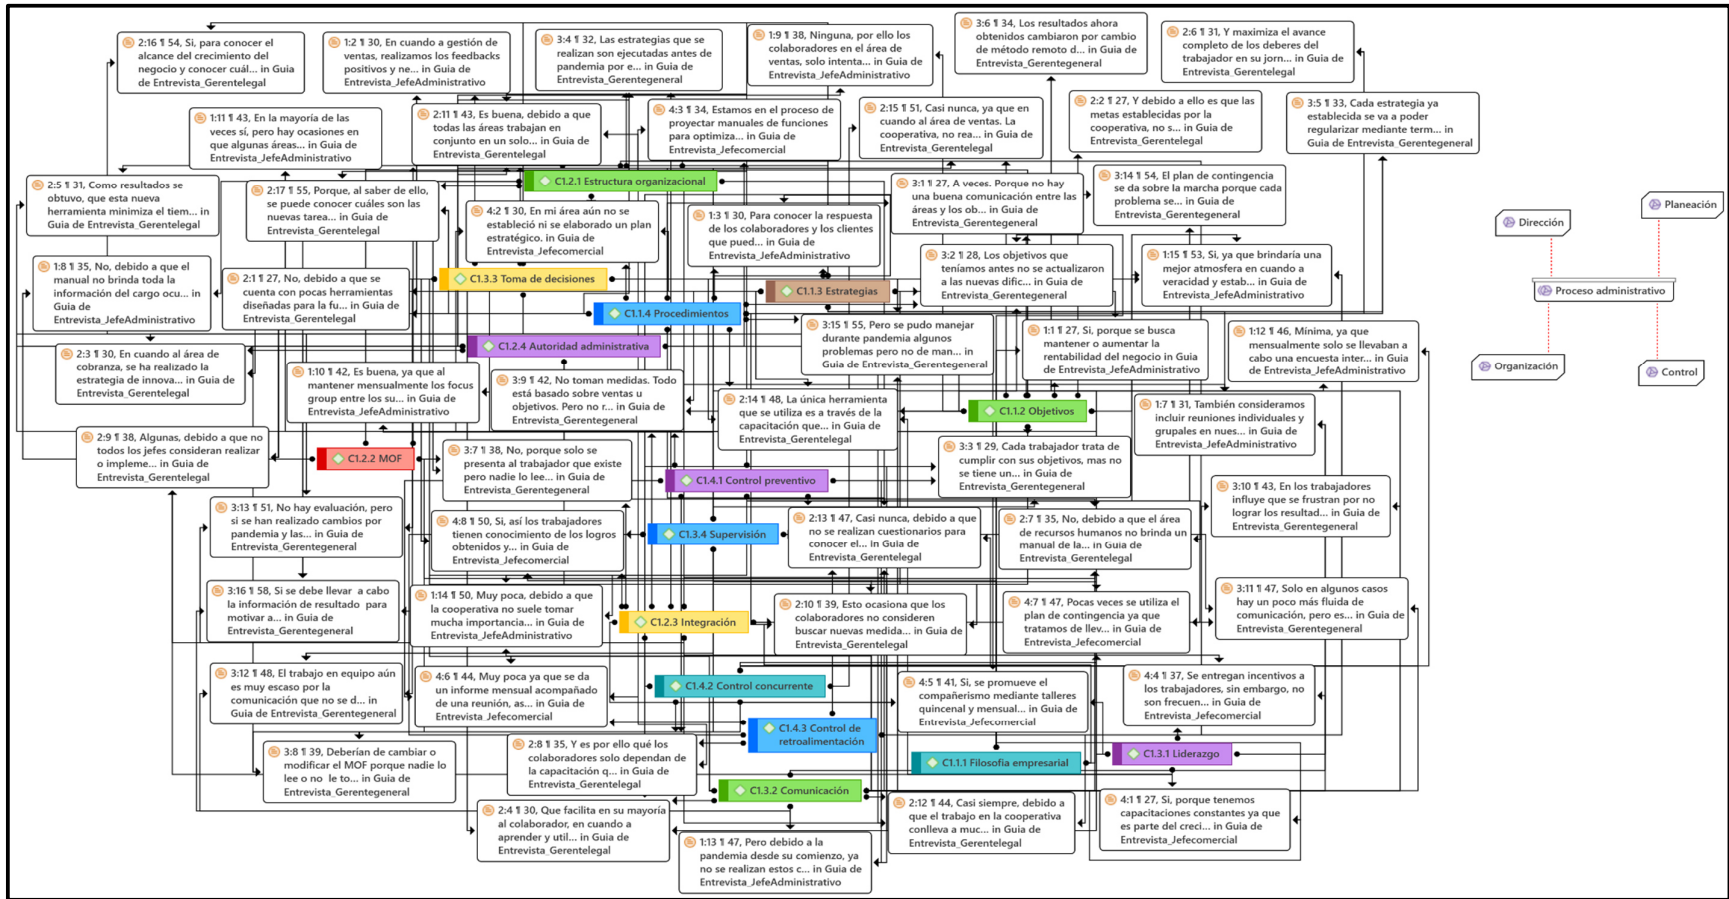 2:16 ¶ 54, Si, para conocer el
alcance del crecimiento del
negocio y conocer cuál... in Guia
de Entrevista_Gerentelegal
1:2 ¶ 30, En cuando a gestión de
ventas, realizamos los feedbacks
positivos y ne... in Guia de
Entrevista_JefeAdministrativo
3:4 ¶ 32, Las estrategias que se
realizan son ejecutadas antes de
pandemia por e... in Guia de
Entrevista_Gerentegeneral
1:9 ¶ 38, Ninguna, por ello los
colaboradores en el área de
ventas, solo intenta... in Guia de
Entrevista_JefeAdministrativo
3:6 ¶ 34, Los resultados ahora
obtenidos cambiaron por cambio
de método remoto d... in Guia de
Entrevista_Gerentegeneral
2:6 ¶ 31, Y maximiza el avance
completo de los deberes del
trabajador en su jorn... in Guia de
Entrevista_Gerentelegal
1:11 ¶ 43, En la mayoría de las
veces sí, pero hay ocasiones en
que algunas áreas... in Guia de
Entrevista_JefeAdministrativo
2:11 ¶ 43, Es buena, debido a que
todas las áreas trabajan en
conjunto en un solo... in Guia de
Entrevista_Gerentelegal
4:3 ¶ 34, Estamos en el proceso de
proyectar manuales de funciones
para optimiza... in Guia de
Entrevista_Jefecomercial
2:15 ¶ 51, Casi nunca, ya que en
cuando al área de ventas. La
cooperativa, no rea... in Guia de
Entrevista_Gerentelegal
2:2 ¶ 27, Y debido a ello es que las
metas establecidas por la
cooperativa, no s... in Guia de
Entrevista_Gerentelegal
3:5 ¶ 33, Cada estrategia ya
establecida se va a poder
regularizar mediante term... in
Guia de Entrevista_Gerentegeneral
C1.2.1 Estructura organizacional
2:5 ¶ 31, Como resultados se
obtuvo, que esta nueva
herramienta minimiza el tiem... in
Guia de Entrevista_Gerentelegal
2:17 ¶ 55, Porque, al saber de ello,
se puede conocer cuáles son las
nuevas tarea... in Guia de
Entrevista_Gerentelegal
4:2 ¶ 30, En mi área aún no se
estableció ni se elaborado un plan
estratégico. in Guia de
Entrevista_Jefecomercial
1:3 ¶ 30, Para conocer la respuesta
de los colaboradores y los clientes
que pued... in Guia de
Entrevista_JefeAdministrativo
3:1 ¶ 27, A veces. Porque no hay
una buena comunicación entre las
áreas y los ob... in Guia de
Entrevista_Gerentegeneral
3:14 ¶ 54, El plan de contingencia
se da sobre la marcha porque cada
problema se... in Guia de
Entrevista_Gerentegeneral
Planeación
Dirección
1:8 ¶ 35, No, debido a que el
manual no brinda toda la
información del cargo ocu... in
Guia de
Entrevista_JefeAdministrativo
2:1 ¶ 27, No, debido a que se
cuenta con pocas herramientas
diseñadas para la fu... in Guia de
Entrevista_Gerentelegal
C1.3.3 Toma de decisiones
C1.1.3 Estrategias
3:2 ¶ 28, Los objetivos que
teníamos antes no se actualizaron
a las nuevas dific... in Guia de
Entrevista_Gerentegeneral
1:15 ¶ 53, Si, ya que brindaría una
mejor atmosfera en cuando a
veracidad y estab... in Guia de
Entrevista_JefeAdministrativo
Proceso administrativo
C1.1.4 Procedimientos
C1.2.4 Autoridad administrativa
3:15 ¶ 55, Pero se pudo manejar
durante pandemia algunos
problemas pero no de man... in
Guia de Entrevista_Gerentegeneral
1:1 ¶ 27, Si, porque se busca
mantener o aumentar la
rentabilidad del negocio in Guia
de Entrevista_JefeAdministrativo
1:12 ¶ 46, Mínima, ya que
mensualmente solo se llevaban a
cabo una encuesta inter... in Guia
de Entrevista_JefeAdministrativo
2:3 ¶ 30, En cuando al área de
cobranza, se ha realizado la
estrategia de innova... in Guia de
Entrevista_Gerentelegal
1:10 ¶ 42, Es buena, ya que al
mantener mensualmente los focus
group entre los su... in Guia de
Entrevista_JefeAdministrativo
3:9 ¶ 42, No toman medidas. Todo
está basado sobre ventas u
objetivos. Pero no r... in Guia de
Entrevista_Gerentegeneral
Organización
Control
2:14 ¶ 48, La única herramienta
que se utiliza es a través de la
capacitación que... in Guia de
Entrevista_Gerentelegal
C1.1.2 Objetivos
1:7 ¶ 31, También consideramos
incluir reuniones individuales y
grupales en nues... in Guia de
Entrevista_JefeAdministrativo
2:9 ¶ 38, Algunas, debido a que no
todos los jefes consideran realizar
o impleme... in Guia de
Entrevista_Gerentelegal
C1.2.2 MOF
3:7 ¶ 38, No, porque solo se
presenta al trabajador que existe
pero nadie lo lee... in Guia de
Entrevista_Gerentegeneral
3:3 ¶ 29, Cada trabajador trata de
cumplir con sus objetivos, mas no
se tiene un... in Guia de
Entrevista_Gerentegeneral
C1.4.1 Control preventivo
3:10 ¶ 43, En los trabajadores
influye que se frustran por no
lograr los resultad... in Guia de
Entrevista_Gerentegeneral
3:13 ¶ 51, No hay evaluación, pero
si se han realizado cambios por
pandemia y las... in Guia de
Entrevista_Gerentegeneral
4:8 ¶ 50, Si, así los trabajadores
tienen conocimiento de los logros
obtenidos y... in Guia de
Entrevista_Jefecomercial
C1.3.4 Supervisión
2:13 ¶ 47, Casi nunca, debido a que
no se realizan cuestionarios para
conocer el... in Guia de
Entrevista_Gerentelegal
2:7 ¶ 35, No, debido a que el área
de recursos humanos no brinda un
manual de la... in Guia de
Entrevista_Gerentelegal
3:16 ¶ 58, Si se debe llevar a cabo
la información de resultado para
motivar a... in Guia de
Entrevista_Gerentegeneral
1:14 ¶ 50, Muy poca, debido a que
la cooperativa no suele tomar
mucha importancia... in Guia de
Entrevista_JefeAdministrativo
C1.2.3 Integración
2:10 ¶ 39, Esto ocasiona que los
colaboradores no consideren
buscar nuevas medida... in Guia de
Entrevista_Gerentelegal
4:7 ¶ 47, Pocas veces se utiliza el
plan de contingencia ya que
tratamos de llev... in Guia de
Entrevista_Jefecomercial
3:11 ¶ 47, Solo en algunos casos
hay un poco más fluida de
comunicación, pero es... in Guia de
Entrevista_Gerentegeneral
3:12 ¶ 48, El trabajo en equipo aún
es muy escaso por la
comunicación que no se d... in
Guia de Entrevista_Gerentegeneral
4:6 ¶ 44, Muy poca ya que se da
un informe mensual acompañado
de una reunión, as... in Guia de
Entrevista_Jefecomercial
C1.4.2 Control concurrente
4:5 ¶ 41, Si, se promueve el
compañerismo mediante talleres
quincenal y mensual... in Guia de
Entrevista_Jefecomercial
4:4 ¶ 37, Se entregan incentivos a
los trabajadores, sin embargo, no
son frecuen... in Guia de
Entrevista_Jefecomercial
C1.4.3 Control de
retroalimentación
3:8 ¶ 39, Deberían de cambiar o
modificar el MOF porque nadie lo
lee o no le to... in Guia de
Entrevista_Gerentegeneral
2:8 ¶ 35, Y es por ello qué los
colaboradores solo dependan de
la capacitación q... in Guia de
Entrevista_Gerentelegal
C1.1.1 Filosofia empresarial
C1.3.1 Liderazgo
C1.3.2 Comunicación
2:4 ¶ 30, Que facilita en su mayoría
al colaborador, en cuando a
aprender y util... in Guia de
Entrevista_Gerentelegal
2:12 ¶ 44, Casi siempre, debido a
que el trabajo en la cooperativa
conlleva a muc... in Guia de
Entrevista_Gerentelegal
4:1 ¶ 27, Si, porque tenemos
capacitaciones constantes ya que
es parte del creci... in Guia de
Entrevista_Jefecomercial
1:13 ¶ 47, Pero debido a la
pandemia desde su comienzo, ya
no se realizan estos c... in Guia de
Entrevista_JefeAdministrativo